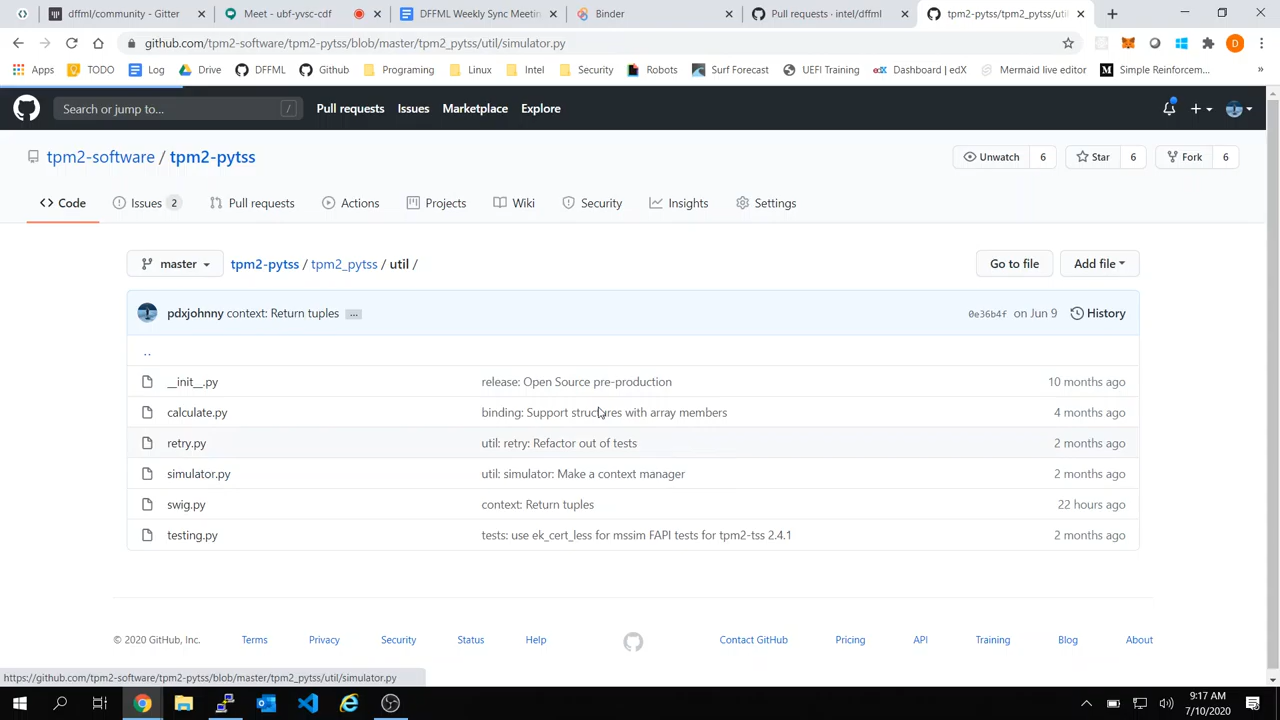 dffml/community - Gitter
Meet - ubf-yvsc-cdf
DFFML Weekly Sync Meetin
Binder
Pull requests · intel/dffml
tpm2-pytss/tpm2_pytss/uti
github.com/tpm2-software/tpm2-pytss/blob/master/tpm2_pytss/util/simulator.py
D
Apps TODO Log Drive DFFML Github Programing Linux Intel Security Robots Surf Forecast UEFI Training Dashboard | edX Mermaid live editor Simple Reinforcem... »
Search or jump to... /
Pull requests Issues Marketplace Explore
tpm2-software / tpm2-pytss
Unwatch 6 Star 6 Fork 6
Code Issues 2 Pull requests Actions Projects Wiki Security Insights Settings
master tpm2-pytss / tpm2_pytss / util / Go to file Add file
pdxjohnny context: Return tuples ... 0e36b4f on Jun 9 History
..
__init__.py release: Open Source pre-production 10 months ago
calculate.py binding: Support structures with array members 4 months ago
retry.py util: retry: Refactor out of tests 2 months ago
simulator.py util: simulator: Make a context manager 2 months ago
swig.py context: Return tuples 22 hours ago
testing.py tests: use ek_cert_less for mssim FAPI tests for tpm2-tss 2.4.1 2 months ago
© 2020 GitHub, Inc. Terms Privacy Security Status Help Contact GitHub Pricing API Training Blog About
https://github.com/tpm2-software/tpm2-pytss/blob/master/tpm2_pytss/util/simulator.py
9:17 AM
7/10/2020